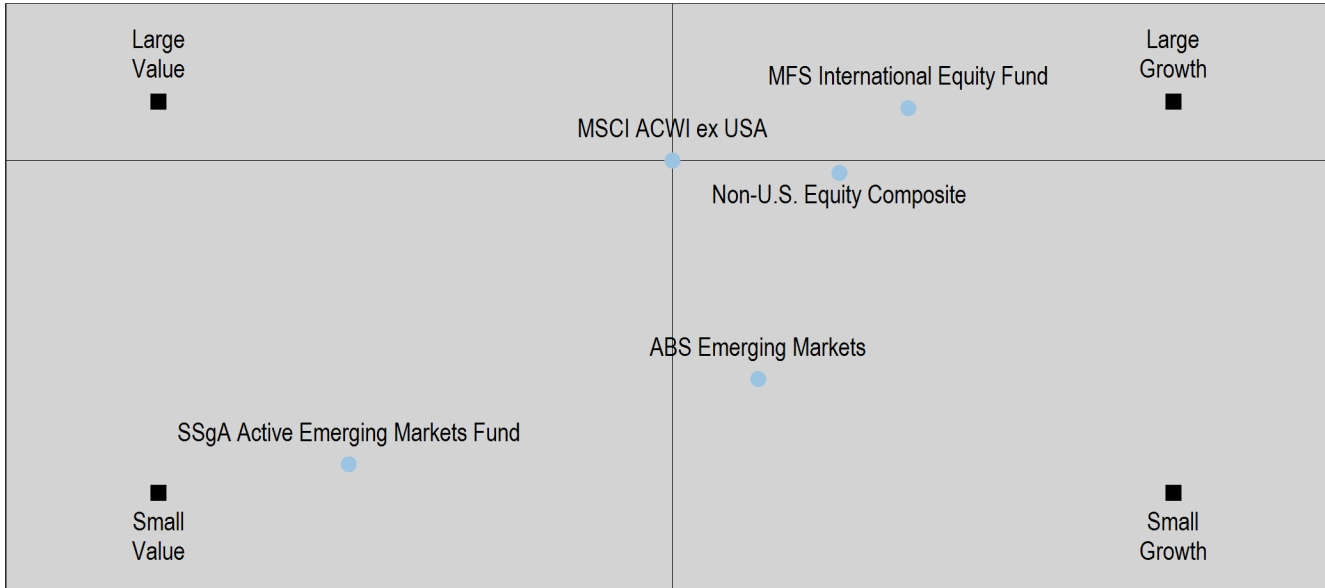 Large
Value
Large
Growth
MFS International Equity Fund
MSCI ACWI ex USA
Non-U.S. Equity Composite
ABS Emerging Markets
SSgA Active Emerging Markets Fund
Small
Value
Small
Growth